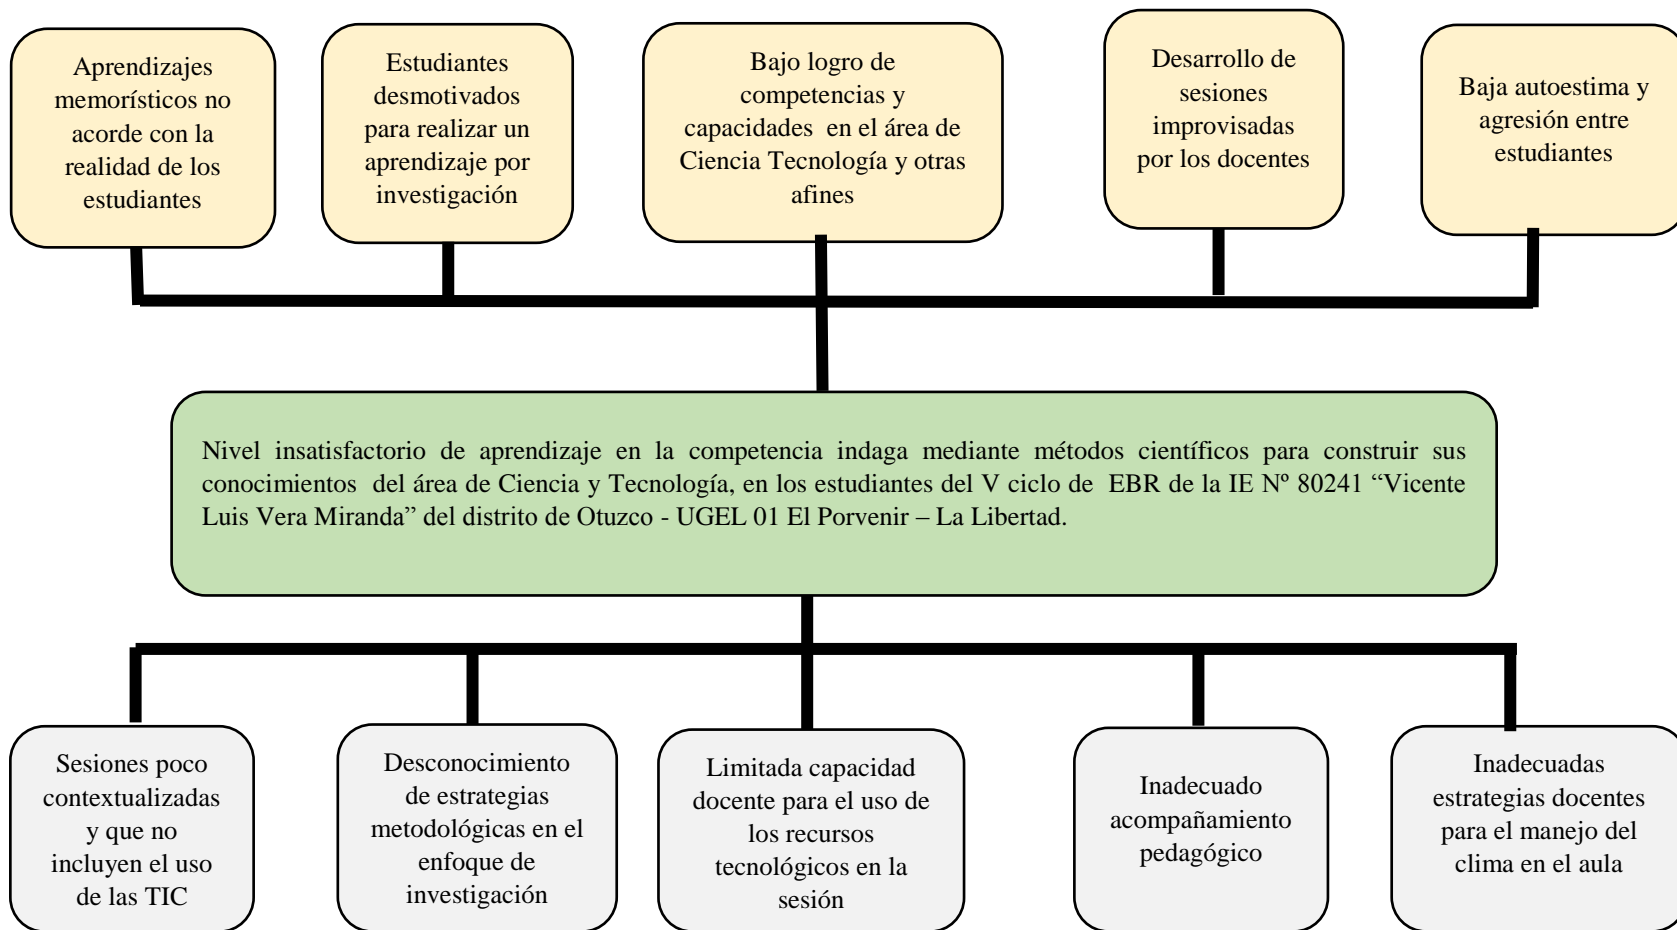 Aprendizajes
memorísticos no
acorde con la
realidad de los
estudiantes
Estudiantes
desmotivados
para realizar un
aprendizaje por
investigación
Bajo logro de
competencias y
capacidades en el área de
Ciencia Tecnología y otras
afines
Desarrollo de
sesiones
improvisadas
por los docentes
Baja autoestima y
agresión entre
estudiantes
Nivel insatisfactorio de aprendizaje en la competencia indaga mediante métodos científicos para construir sus
conocimientos del área de Ciencia y Tecnología, en los estudiantes del V ciclo de EBR de la IE Nº 80241 “Vicente
Luis Vera Miranda” del distrito de Otuzco - UGEL 01 El Porvenir – La Libertad.
Sesiones poco
contextualizadas
y que no
incluyen el uso
de las TIC
Desconocimiento
de estrategias
metodológicas en el
enfoque de
investigación
Limitada capacidad
docente para el uso de
los recursos
tecnológicos en la
sesión
Inadecuado
acompañamiento
pedagógico
Inadecuadas
estrategias docentes
para el manejo del
clima en el aula